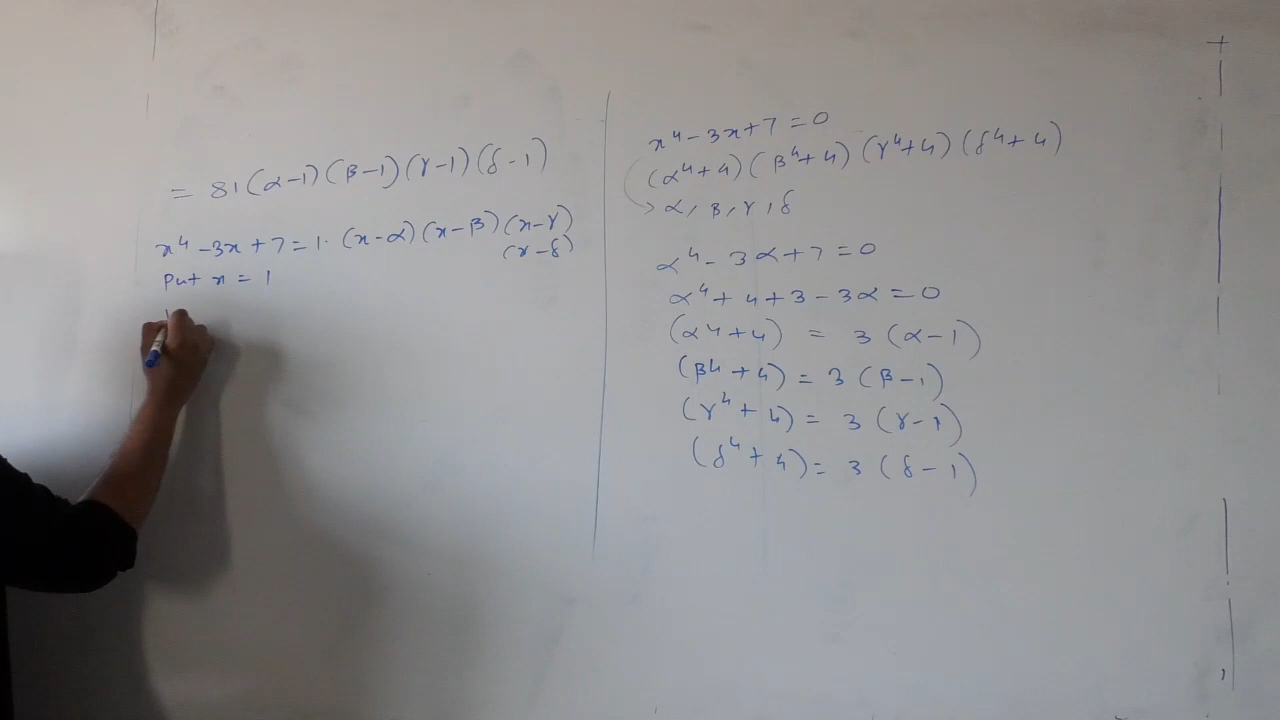 x⁴ - 3x + 7 = 0
(α⁴ + 4) (β⁴ + 4) (γ⁴ + 4) (δ⁴ + 4)
α, β, γ, δ
α⁴ - 3α + 7 = 0
α⁴ + 4 + 3 - 3α = 0
(α⁴ + 4) = 3 (α - 1)
(β⁴ + 4) = 3 (β - 1)
(γ⁴ + 4) = 3 (γ - 1)
(δ⁴ + 4) = 3 (δ - 1)
= 81 (α - 1) (β - 1) (γ - 1) (δ - 1)
x⁴ - 3x + 7 = 1. (x - α) (x - β) (x - γ)
(x - δ)
Put x = 1